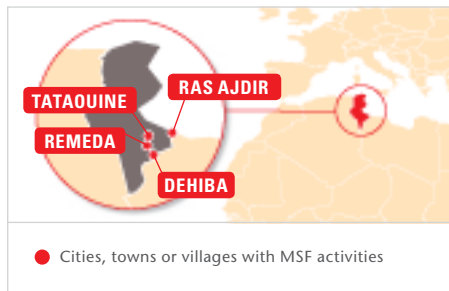 RAS AJDIR
TATAOUINE
REMEDA
DEHIBA
Cities, towns or villages with MSF activities